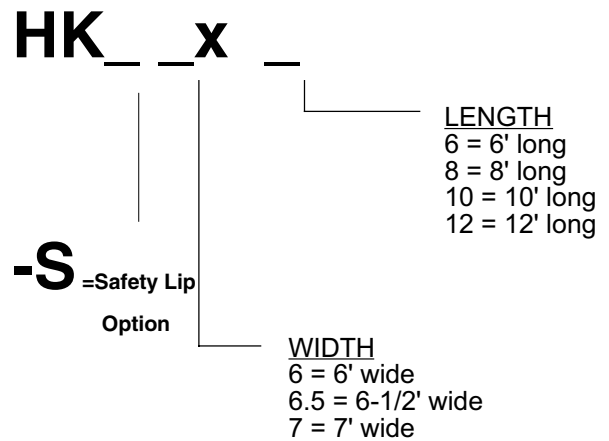 HK_ _x _
LENGTH
6 = 6' long
8 = 8' long
10 = 10' long
12 = 12' long
-S =Safety Lip
Option
WIDTH
6 = 6' wide
6.5 = 6-1/2' wide
7 = 7' wide